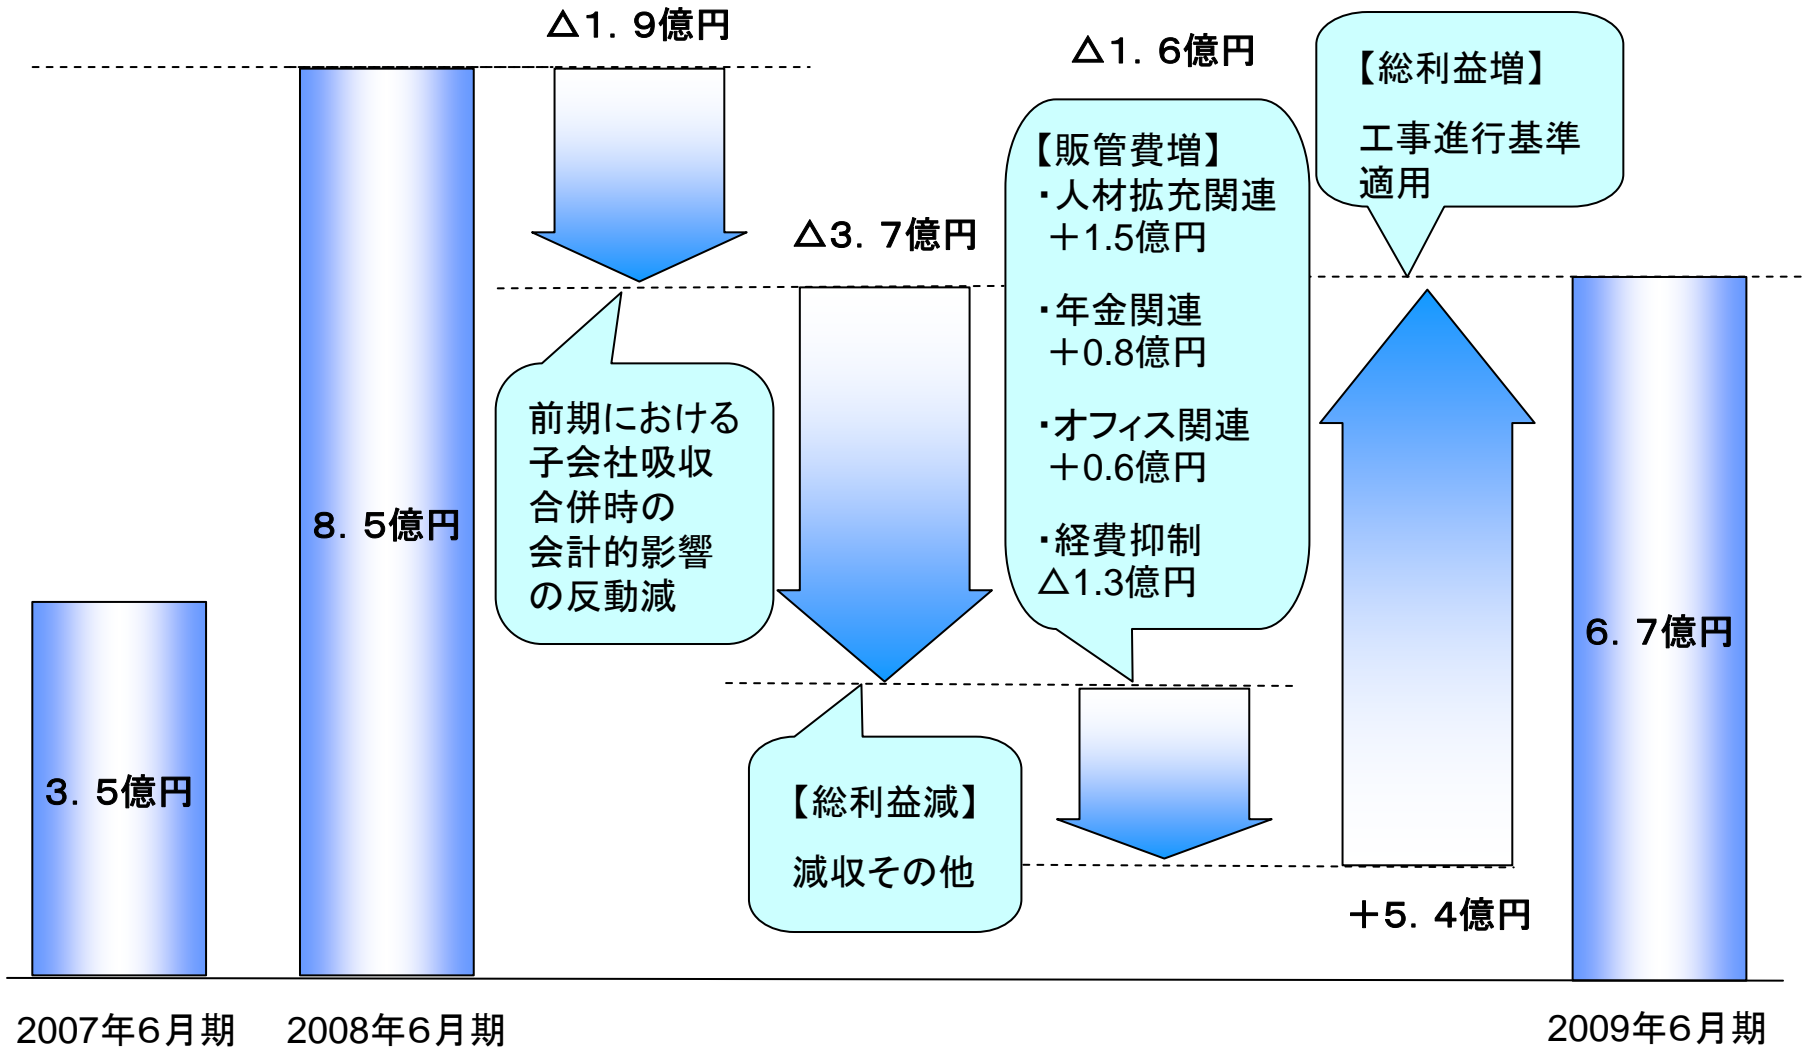 △１．９億円
△１．６億円
【総利益増】
工事進行基準
適用
【販管費増】
・人材拡充関連
＋1.5億円
・年金関連
＋0.8億円
・オフィス関連
＋0.6億円
・経費抑制
△1.3億円
△３．７億円
前期における
子会社吸収
合併時の
会計的影響
の反動減
８．５億円
６．７億円
３．５億円
【総利益減】
減収その他
＋５．４億円
2007年６月期
2008年６月期
2009年６月期